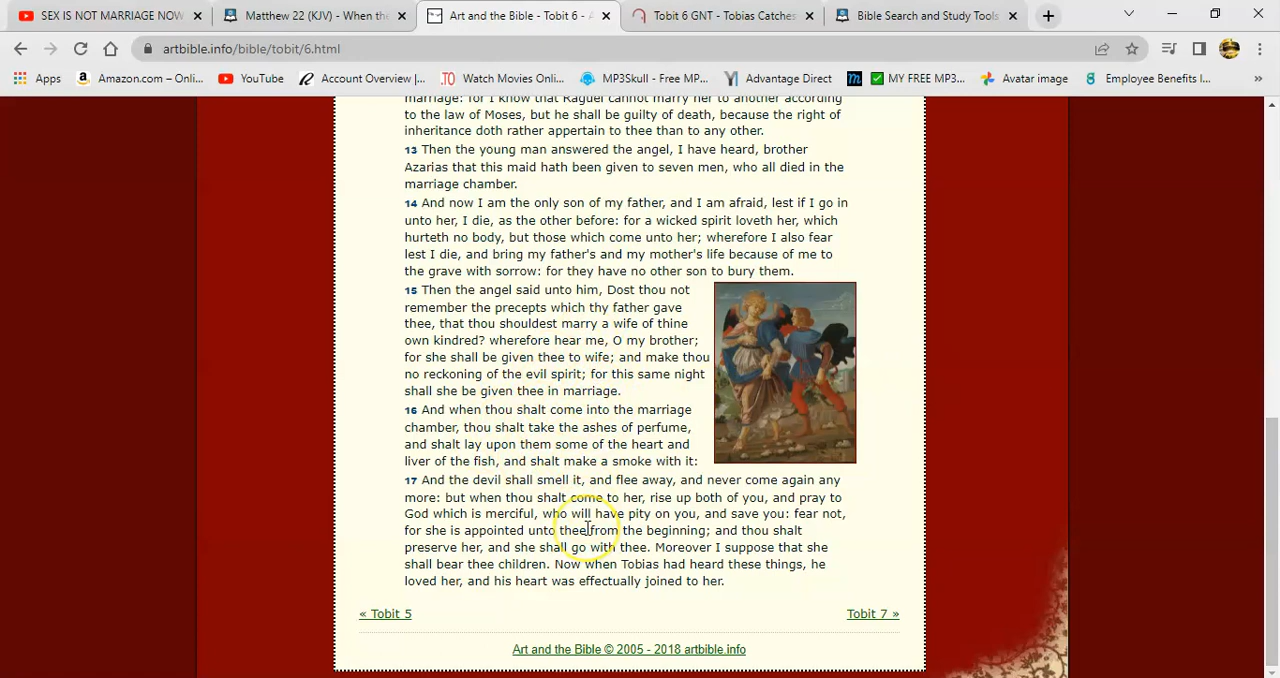 SEX IS NOT MARRIAGE NOW
Matthew 22 (KJV) - When the
Art and the Bible - Tobit 6 - A
Tobit 6 GNT - Tobias Catches
Bible Search and Study Tools
artbible.info/bible/tobit/6.html
Apps
Amazon.com – Onli...
YouTube
Account Overview |...
Watch Movies Onlin...
MP3Skull - Free MP...
Advantage Direct
MY FREE MP3...
Avatar image
Employee Benefits I...
»
marriage: for I know that Raguel cannot marry her to another according
to the law of Moses, but he shall be guilty of death, because the right of
inheritance doth rather appertain to thee than to any other.
13 Then the young man answered the angel, I have heard, brother
Azarias that this maid hath been given to seven men, who all died in the
marriage chamber.
14 And now I am the only son of my father, and I am afraid, lest if I go in
unto her, I die, as the other before: for a wicked spirit loveth her, which
hurteth no body, but those which come unto her; wherefore I also fear
lest I die, and bring my father's and my mother's life because of me to
the grave with sorrow: for they have no other son to bury them.
15 Then the angel said unto him, Dost thou not
remember the precepts which thy father gave
thee, that thou shouldest marry a wife of thine
own kindred? wherefore hear me, O my brother;
for she shall be given thee to wife; and make thou
no reckoning of the evil spirit; for this same night
shall she be given thee in marriage.
16 And when thou shalt come into the marriage
chamber, thou shalt take the ashes of perfume,
and shalt lay upon them some of the heart and
liver of the fish, and shalt make a smoke with it:
17 And the devil shall smell it, and flee away, and never come again any
more: but when thou shalt come to her, rise up both of you, and pray to
God which is merciful, who will have pity on you, and save you: fear not,
for she is appointed unto thee from the beginning; and thou shalt
preserve her, and she shall go with thee. Moreover I suppose that she
shall bear thee children. Now when Tobias had heard these things, he
loved her, and his heart was effectually joined to her.
« Tobit 5
Tobit 7 »
Art and the Bible © 2005 - 2018 artbible.info